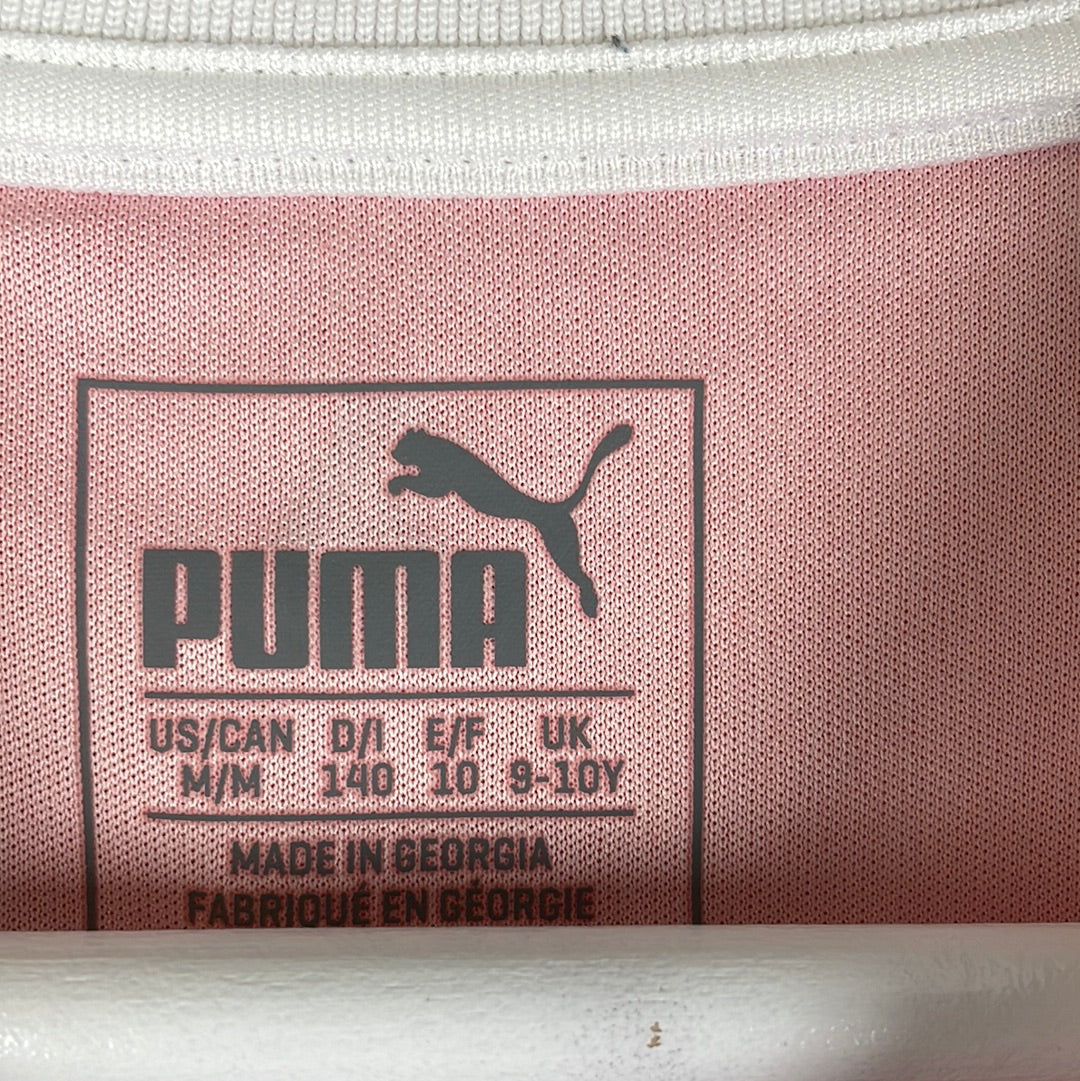 PUMA
US/CAN D/I E/F UK
M/M 140 10 9-10Y
MADE IN GEORGIA
FABRIQUÉ EN GÉORGIE